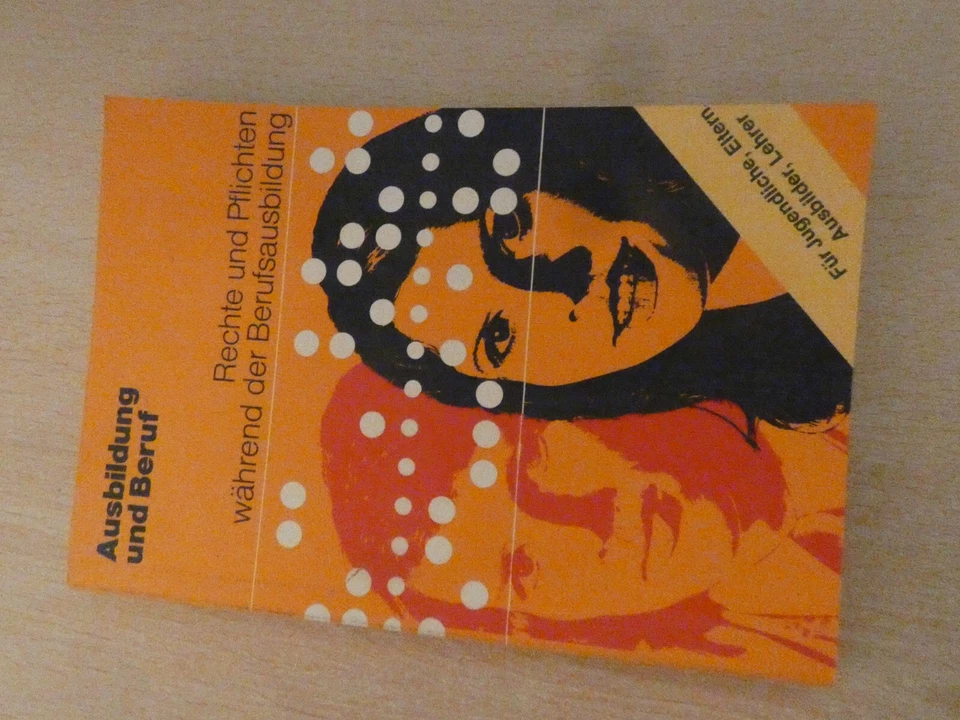 Ausbildung
und Beruf
Rechte und Pflichten
während der Berufsausbildung
Für Jugendliche, Eltern
Ausbilder, Lehrer